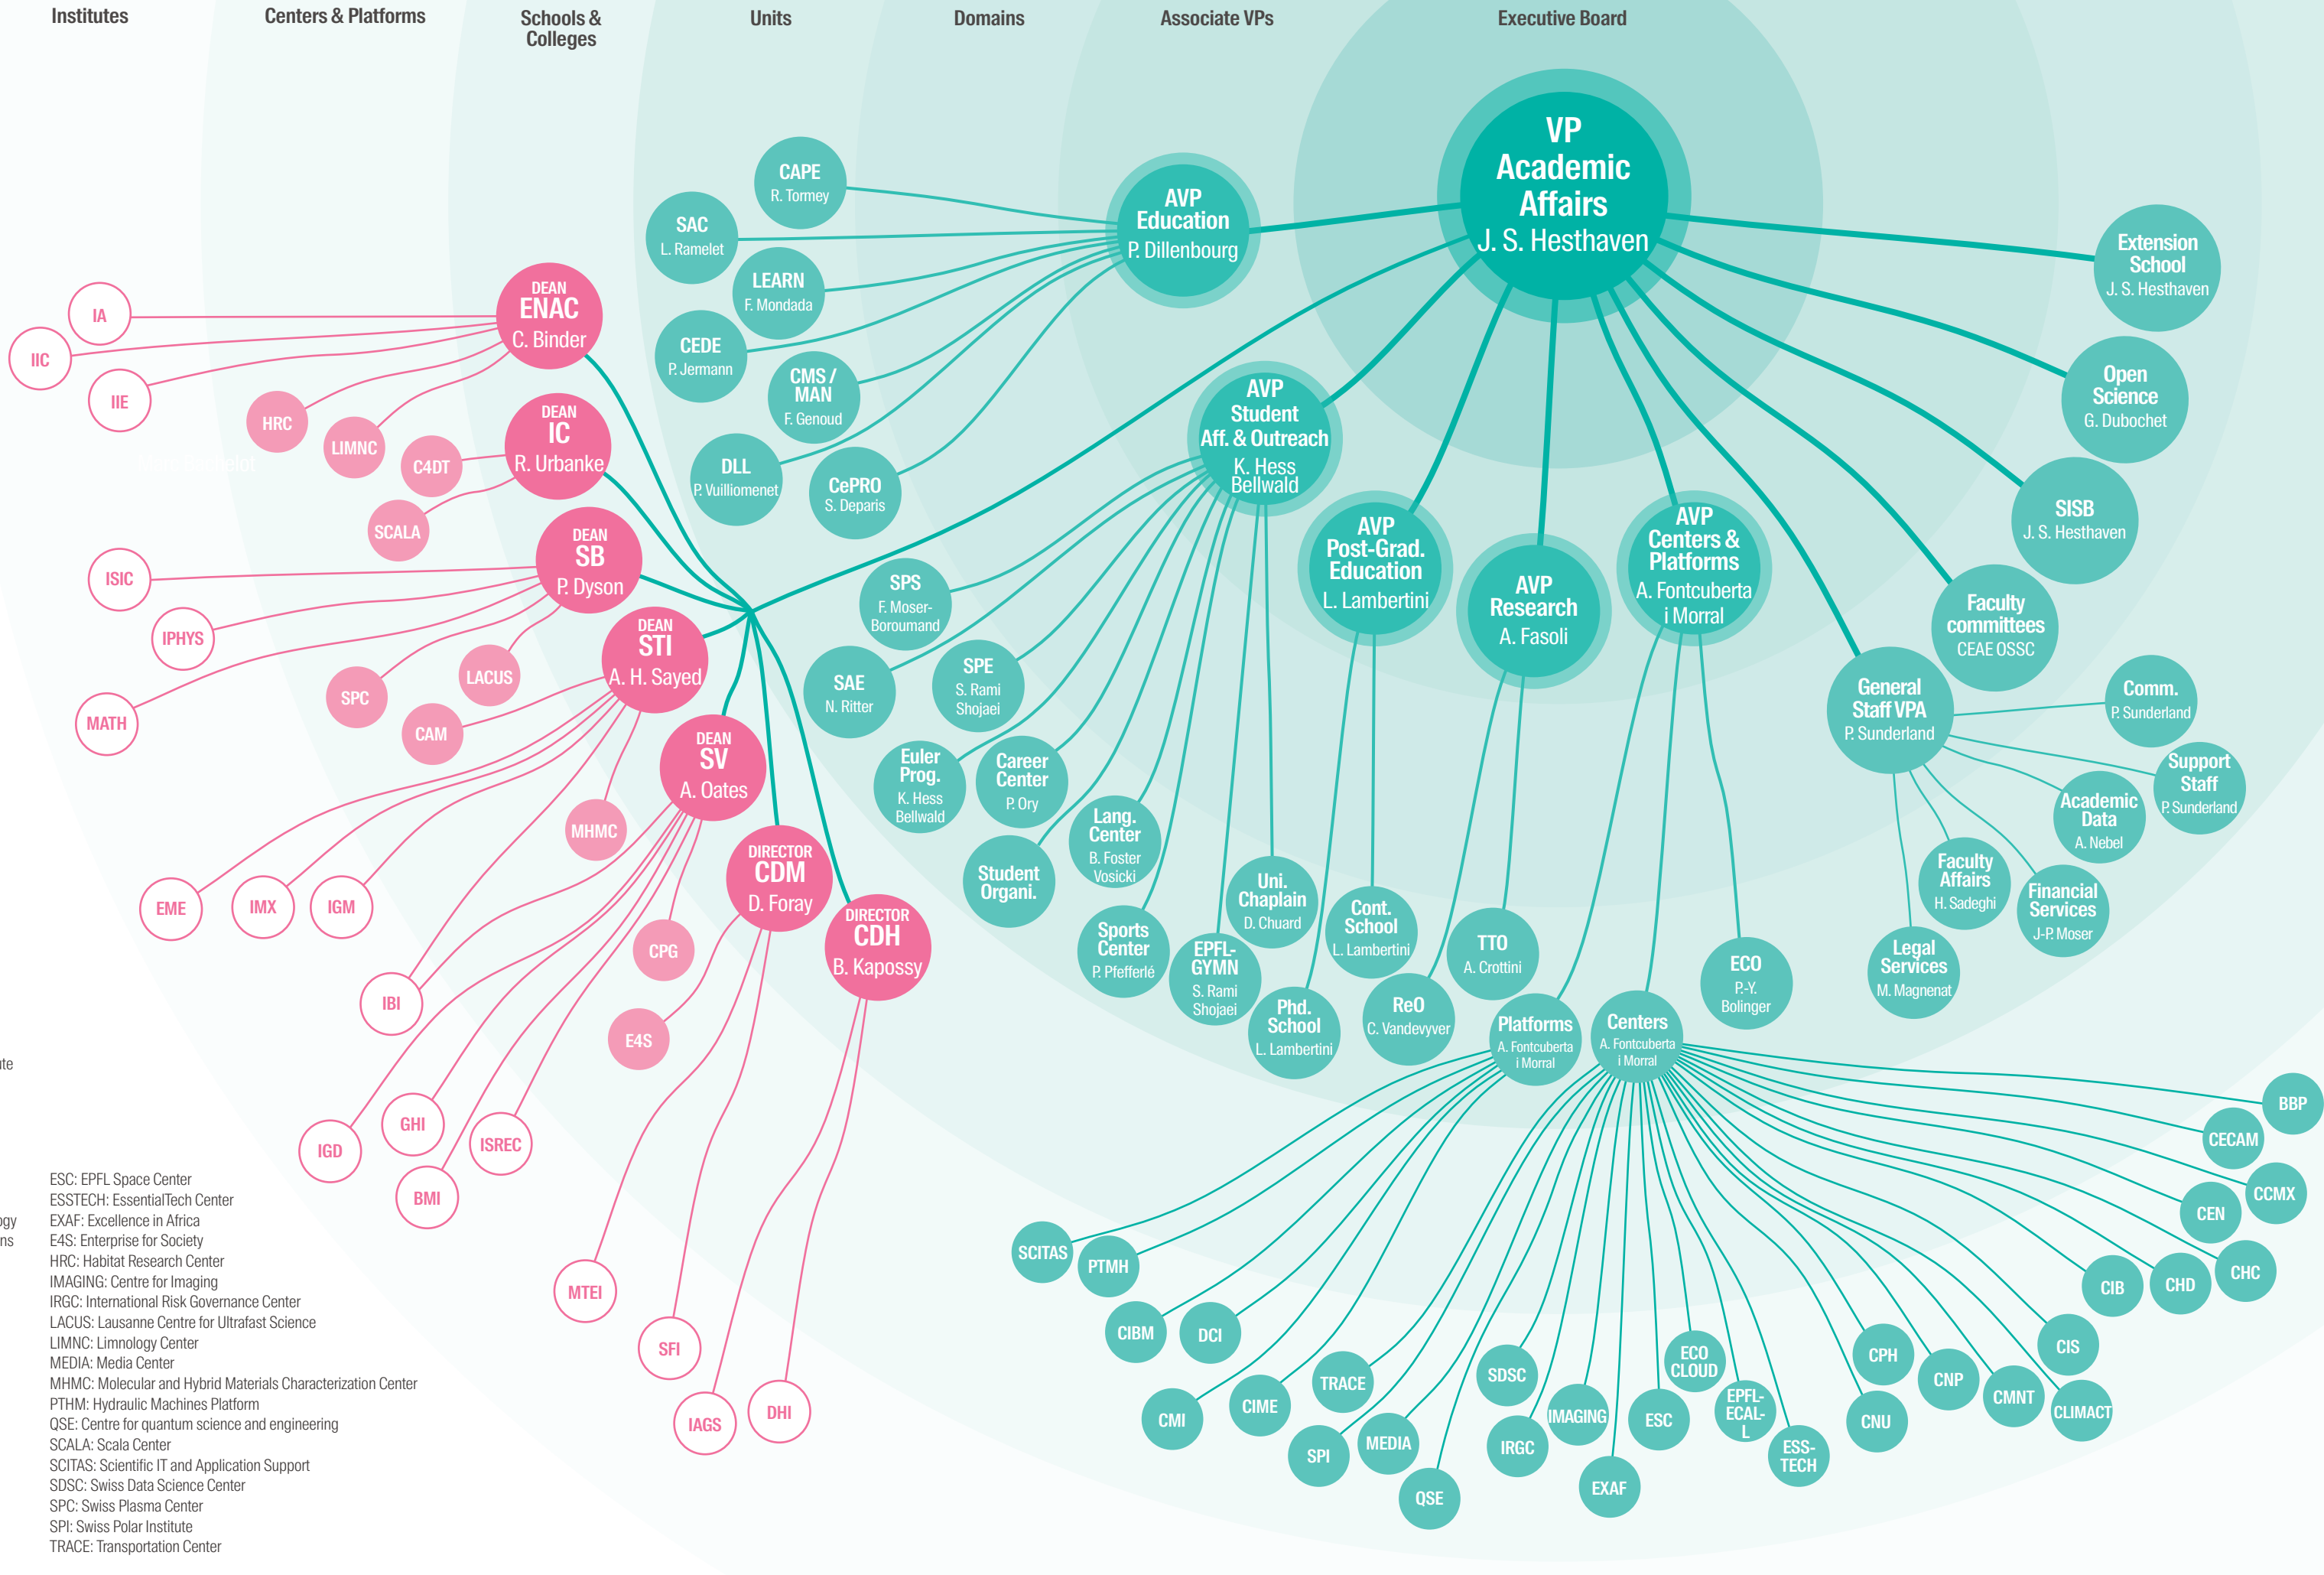 Institutes
Centers & Platforms
Schools &
Colleges
Units
Domains
Associate VPs
Executive Board
VP
Academic
Affairs
J. S. Hesthaven
AVP
Education
P. Dillenbourg
CAPE
R. Tormey
SAC
L. Ramelet
LEARN
F. Mondada
CEDE
P. Jermann
CMS /
MAN
F. Genoud
DLL
P. Vuilliomenet
CePRO
S. Deparis
AVP
Student
Aff. & Outreach
K. Hess
Bellwald
SPS
F. Moser-
Boroumand
SAE
N. Ritter
SPE
S. Rami
Shojaei
Euler
Prog.
K. Hess
Bellwald
Career
Center
P. Ory
Student
Organi.
Lang.
Center
B. Foster
Vosicki
Sports
Center
P. Pfefferlé
EPFL-
GYMN
S. Rami
Shojaei
Uni.
Chaplain
D. Chuard
AVP
Post-Grad.
Education
L. Lambertini
Phd.
School
L. Lambertini
Cont.
School
L. Lambertini
AVP
Research
A. Fasoli
ReO
C. Vandevyver
TTO
A. Crottini
AVP
Centers &
Platforms
A. Fontcuberta
i Morral
Platforms
A. Fontcuberta
i Morral
Centers
A. Fontcuberta
i Morral
ECO
P.-Y.
Bolinger
Extension
School
J. S. Hesthaven
Open
Science
G. Dubochet
SISB
J. S. Hesthaven
Faculty
committees
CEAE OSSC
General
Staff VPA
P. Sunderland
Comm.
P. Sunderland
Support
Staff
P. Sunderland
Academic
Data
A. Nebel
Financial
Services
J-P. Moser
Faculty
Affairs
H. Sadeghi
Legal
Services
M. Magnenat
DEAN
ENAC
C. Binder
IA
IIC
IIE
HRC
LIMNC
DEAN
IC
R. Urbanke
C4DT
SCALA
DEAN
SB
P. Dyson
ISIC
IPHYS
MATH
SPC
LACUS
DEAN
STI
A. H. Sayed
CAM
MHMC
EME
IMX
IGM
IBI
DEAN
SV
A. Oates
CPG
IGD
GHI
BMI
ISREC
DIRECTOR
CDM
D. Foray
E4S
MTEI
SFI
DIRECTOR
CDH
B. Kapossy
IAGS
DHI
SCITAS
PTMH
CIBM
DCI
CMI
CIME
TRACE
SPI
MEDIA
QSE
SDSC
IRGC
IMAGING
EXAF
ESC
ECO
CLOUD
EPFL-
ECAL-
L
ESS-
TECH
CNU
CPH
CNP
CMNT
CLIMACT
CIS
CIB
CHD
CHC
CEN
CCMX
CECAM
BBP
ESC: EPFL Space Center
ESSTECH: EssentialTech Center
EXAF: Excellence in Africa
E4S: Enterprise for Society
HRC: Habitat Research Center
IMAGING: Centre for Imaging
IRGC: International Risk Governance Center
LACUS: Lausanne Centre for Ultrafast Science
LIMNC: Limnology Center
MEDIA: Media Center
MHMC: Molecular and Hybrid Materials Characterization Center
PTHM: Hydraulic Machines Platform
QSE: Centre for quantum science and engineering
SCALA: Scala Center
SCITAS: Scientific IT and Application Support
SDSC: Swiss Data Science Center
SPC: Swiss Plasma Center
SPI: Swiss Polar Institute
TRACE: Transportation Center